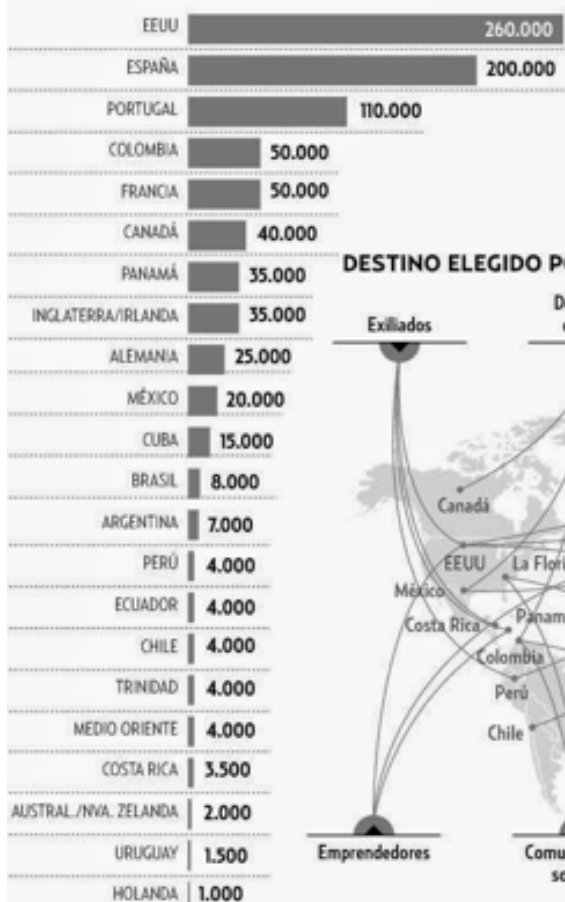 EEUU 260.000
ESPAÑA 200.000
PORTUGAL 110.000
COLOMBIA 50.000
FRANCIA 50.000
CANADÁ 40.000
PANAMÁ 35.000
INGLATERRA/IRLANDA 35.000
ALEMANIA 25.000
MÉXICO 20.000
CUBA 15.000
BRASIL 8.000
ARGENTINA 7.000
PERÚ 4.000
ECUADOR 4.000
CHILE 4.000
TRINIDAD 4.000
MEDIO ORIENTE 4.000
COSTA RICA 3.500
AUSTRAL./NVA. ZELANDA 2.000
URUGUAY 1.500
HOLANDA 1.000
DESTINO ELEGIDO
Exiliados
Canadá
EEUU
La
México
Costa Rica
Colombia
Perú
Chile
Emprendedores